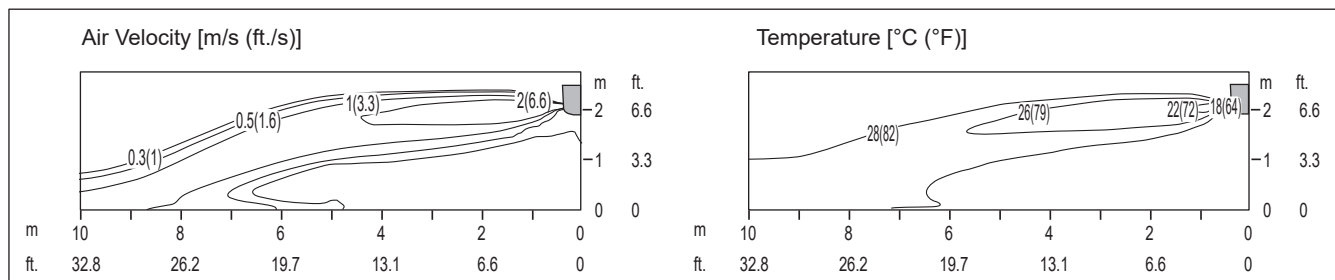 Air Velocity [m/s (ft./s)]
m ft.
2(6.6)
1(3.3)
2 6.6
0.5(1.6)
0.3(1)
1 3.3
0 0
m 10 8 6 4 2 0
ft. 32.8 26.2 19.7 13.1 6.6 0
Temperature [°C (°F)]
m ft.
18(64)
22(72)
26(79)
2 6.6
28(82)
1 3.3
0 0
m 10 8 6 4 2 0
ft. 32.8 26.2 19.7 13.1 6.6 0